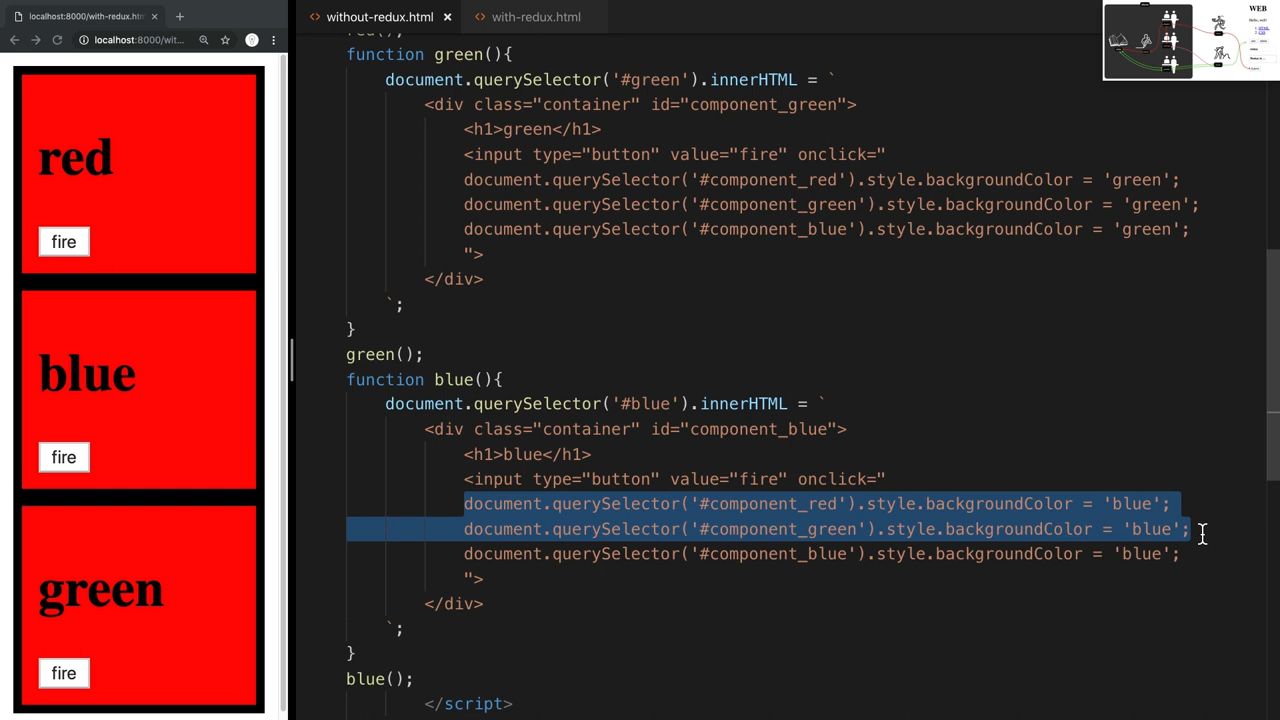 localhost:8000/with-redux.htm
localhost:8000/wit...
red
fire
blue
fire
green
fire
without-redux.html
with-redux.html
red();
function green(){
document.querySelector('#green').innerHTML = `
<div class="container" id="component_green">
<h1>green</h1>
<input type="button" value="fire" onclick="
document.querySelector('#component_red').style.backgroundColor = 'green';
document.querySelector('#component_green').style.backgroundColor = 'green';
document.querySelector('#component_blue').style.backgroundColor = 'green';
">
</div>
`;
}
green();
function blue(){
document.querySelector('#blue').innerHTML = `
<div class="container" id="component_blue">
<h1>blue</h1>
<input type="button" value="fire" onclick="
document.querySelector('#component_red').style.backgroundColor = 'blue';
document.querySelector('#component_green').style.backgroundColor = 'blue';
document.querySelector('#component_blue').style.backgroundColor = 'blue';
">
</div>
`;
}
blue();
</script>
WEB